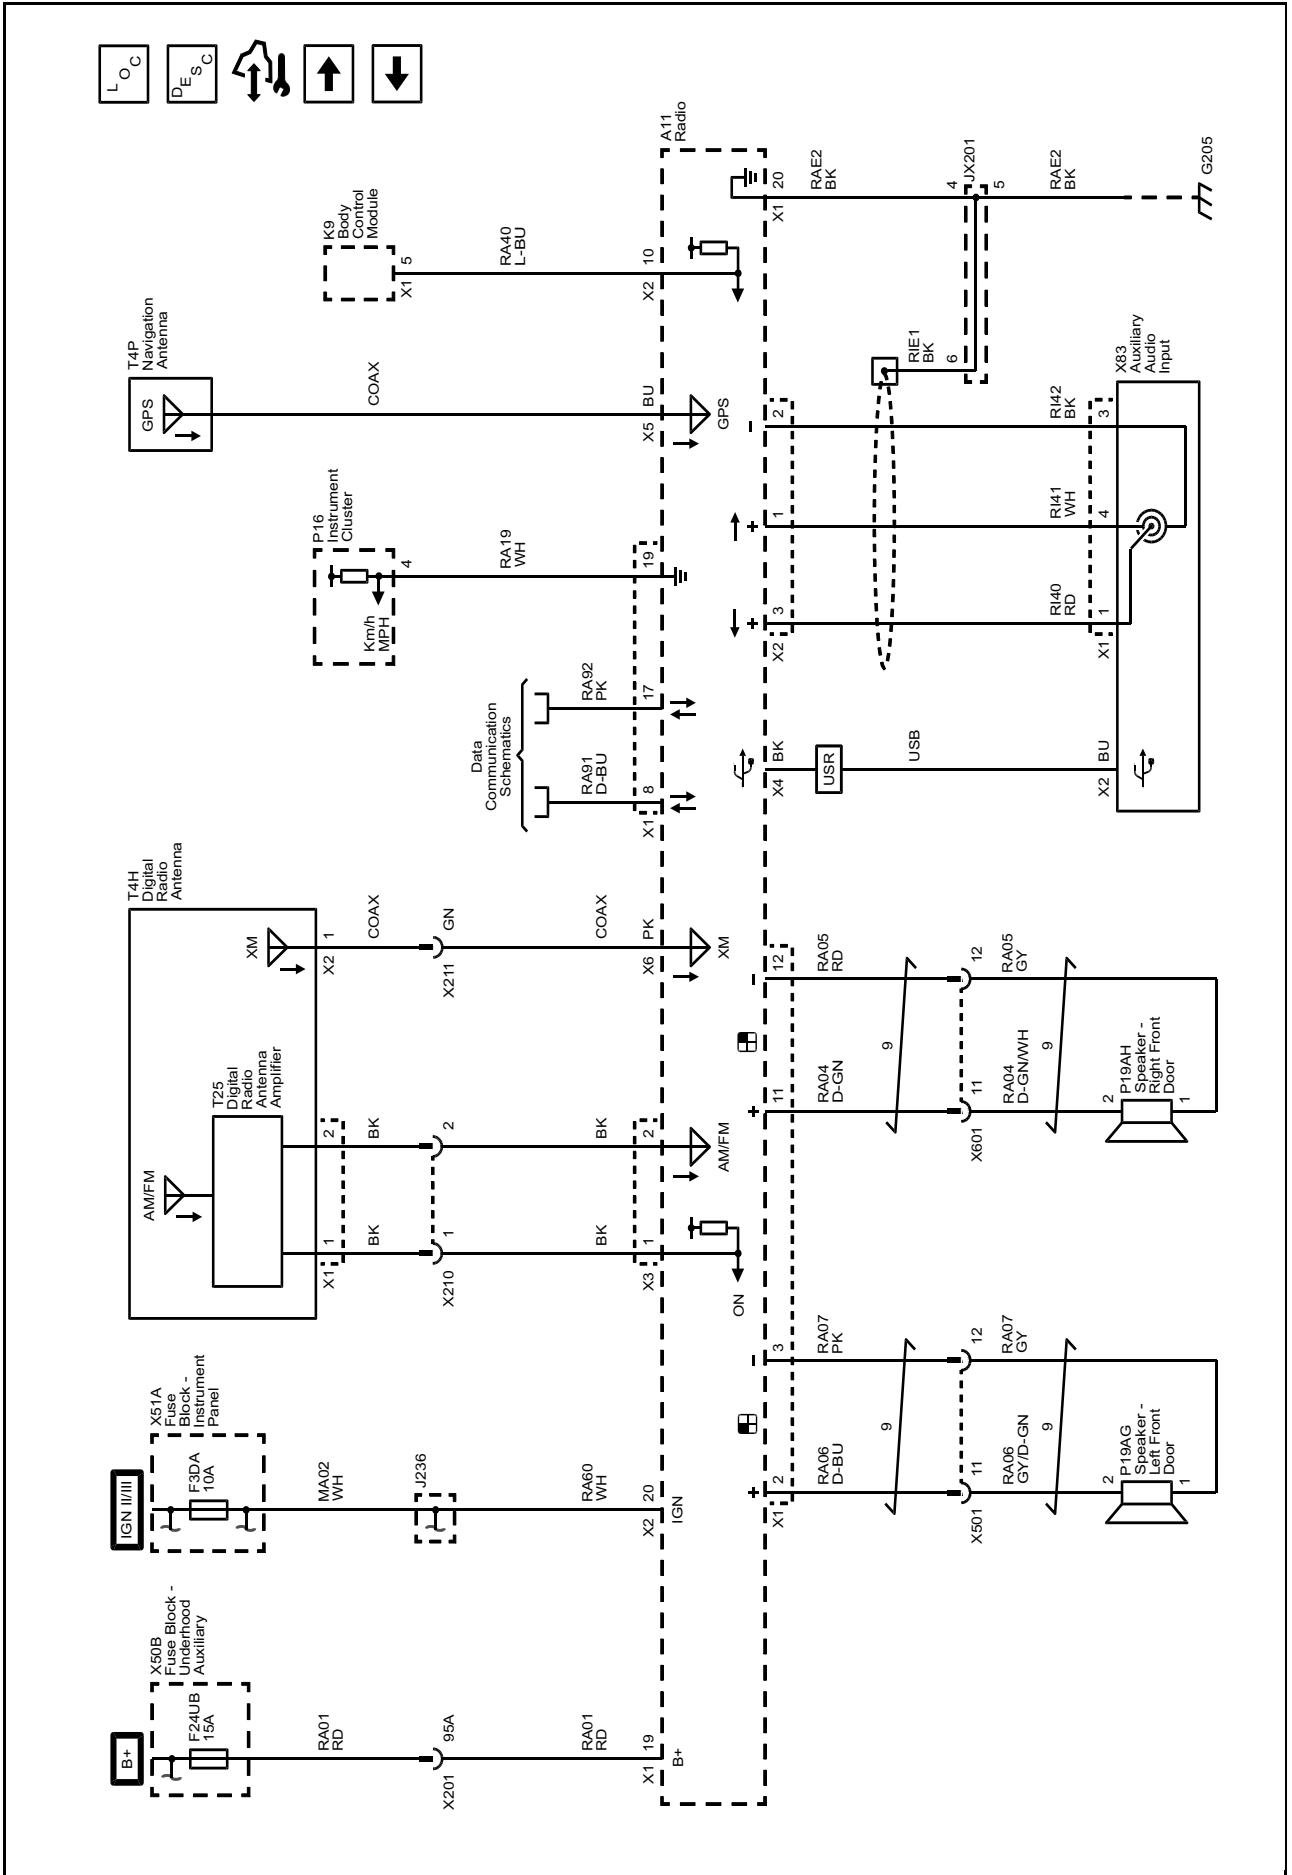 LOC
DESC
B+
X50B
Fuse Block -
Underhood
Auxiliary
F24UB
15A
RA01
RD
X201
95A
RA01
RD
X1
19
B+
IGN II/III
X51A
Fuse
Block -
Instrument
Panel
F3DA
10A
MA02
WH
J236
RA60
WH
X2
20
IGN
T4H
Digital
Radio
Antenna
AM/FM
T25
Digital
Radio
Antenna
Amplifier
XM
X1
1
2
X2
1
BK
BK
COAX
X210
1
2
X211
GN
BK
BK
COAX
X3
1
2
X6
PK
ON
AM/FM
XM
Data
Communication
Schematics
RA91
D-BU
RA92
PK
X1
8
17
19
P16
Instrument
Cluster
Km/h
MPH
4
RA19
WH
T4P
Navigation
Antenna
GPS
COAX
X5
BU
GPS
K9
Body
Control
Module
X1
5
RA40
L-BU
X2
10
A11
Radio
+
-
X1
2
3
RA06
D-BU
RA07
PK
9
X501
11
12
RA06
GY/D-GN
RA07
GY
9
P19AG
Speaker -
Left Front
Door
2
1
+
-
11
12
RA04
D-GN
RA05
RD
9
X601
11
12
RA04
D-GN/WH
RA05
GY
9
P19AH
Speaker -
Right Front
Door
2
1
X4
BK
USR
USB
X2
BU
+
+
-
X2
3
1
2
RI40
RD
RI41
WH
RI42
BK
X1
1
4
3
X83
Auxiliary
Audio
Input
RIE1
BK
6
X1
20
RAE2
BK
4
JX201
5
RAE2
BK
G205